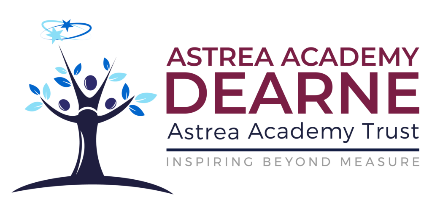 ASTREA ACADEMY
DEARNE
Astrea Academy Trust
INSPIRING BEYOND MEASURE